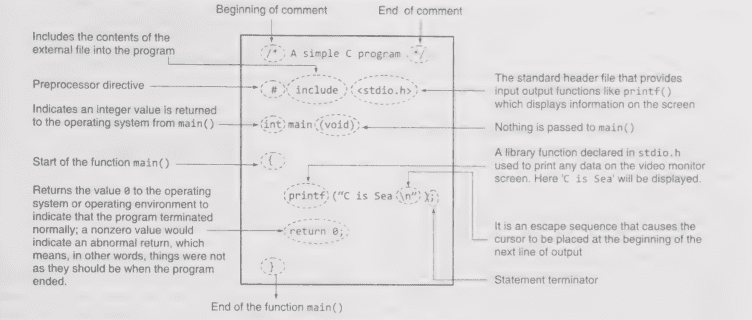 Beginning of comment
End of comment
Includes the contents of the
external file into the program
/* A simple C program */
Preprocessor directive
# include <stdio.h>
The standard header file that provides
input output functions like printf()
which displays information on the screen
Indicates an integer value is returned
to the operating system from main()
int main (void)
Nothing is passed to main()
Start of the function main()
{
A library function declared in stdio.h
used to print any data on the video monitor
screen. Here 'C is Sea' will be displayed.
printf ("C is Sea \n") ;
Returns the value 0 to the operating
system or operating environment to
indicate that the program terminated
normally; a nonzero value would
indicate an abnormal return, which
means, in other words, things were not
as they should be when the program
ended.
return 0;
It is an escape sequence that causes the
cursor to be placed at the beginning of the
next line of output
Statement terminator
}
End of the function main()